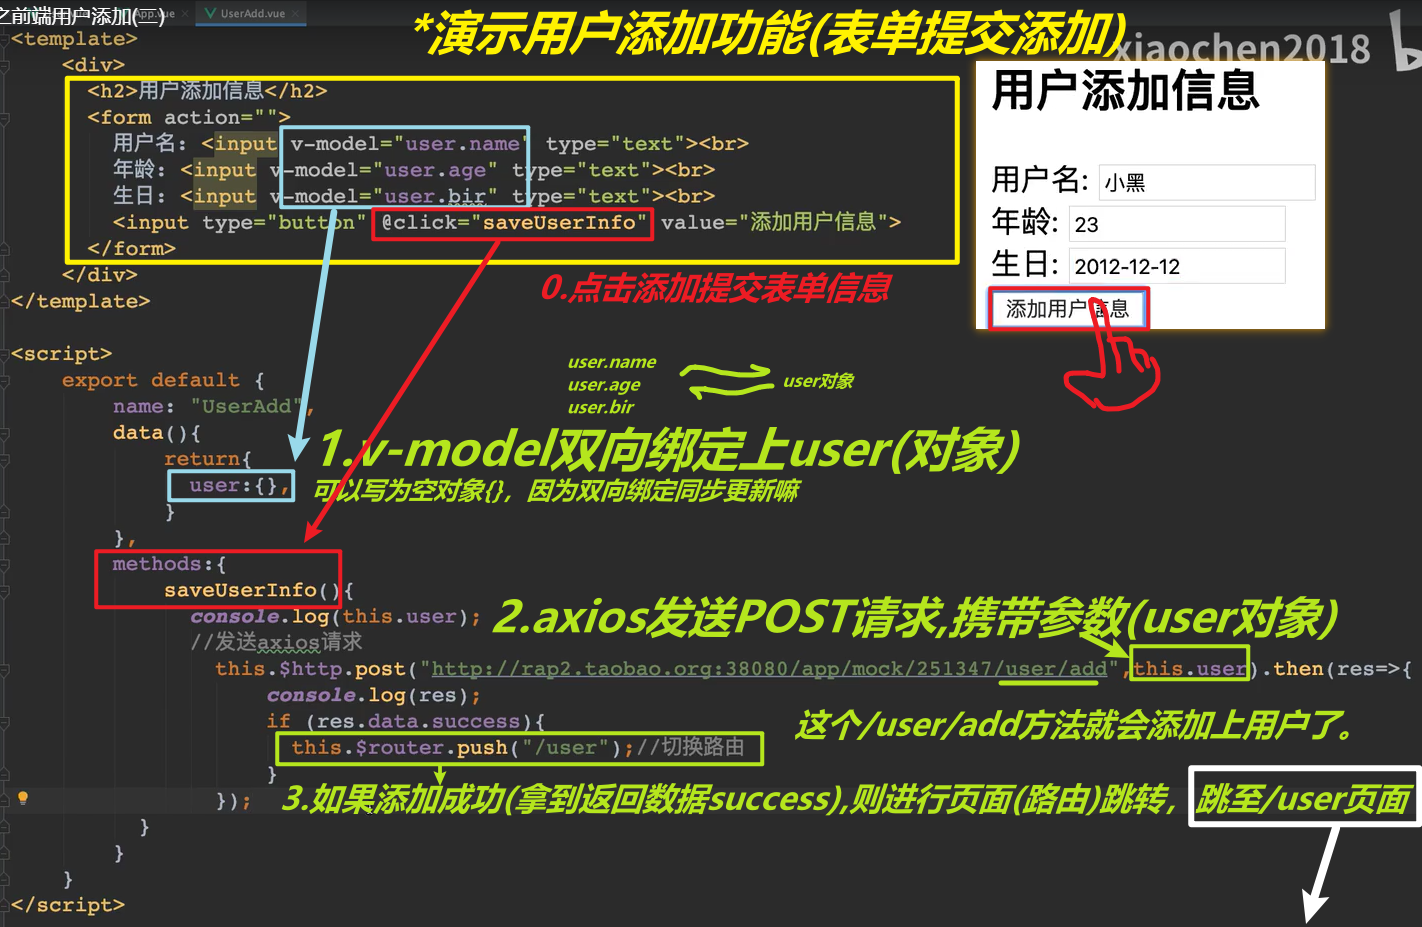 之前端用户添加(二)
App.vue
UserAdd.vue
*演示用户添加功能(表单提交添加)
xiaochen2018
<template>
<div>
<h2>用户添加信息</h2>
<form action="">
用户名: <input v-model="user.name" type="text"><br>
年龄: <input v-model="user.age" type="text"><br>
生日: <input v-model="user.bir" type="text"><br>
<input type="button" @click="saveUserInfo" value="添加用户信息">
</form>
</div>
</template>
用户添加信息
用户名: 小黑
年龄: 23
生日: 2012-12-12
添加用户信息
0.点击添加提交表单信息
<script>
export default {
name: "UserAdd",
data(){
return{
user:{},
}
},
user.name
user.age
user.bir
user对象
1.v-model双向绑定上user(对象)
可以写为空对象{}，因为双向绑定同步更新嘛
methods:{
saveUserInfo(){
console.log(this.user);
//发送axios请求
2.axios发送POST请求,携带参数(user对象)
this.$http.post("http://rap2.taobao.org:38080/app/mock/251347/user/add",this.user).then(res=>{
console.log(res);
if (res.data.success){
这个/user/add方法就会添加上用户了。
this.$router.push("/user");//切换路由
}
});
3.如果添加成功(拿到返回数据success),则进行页面(路由)跳转， 跳至/user页面
}
}
}
</script>